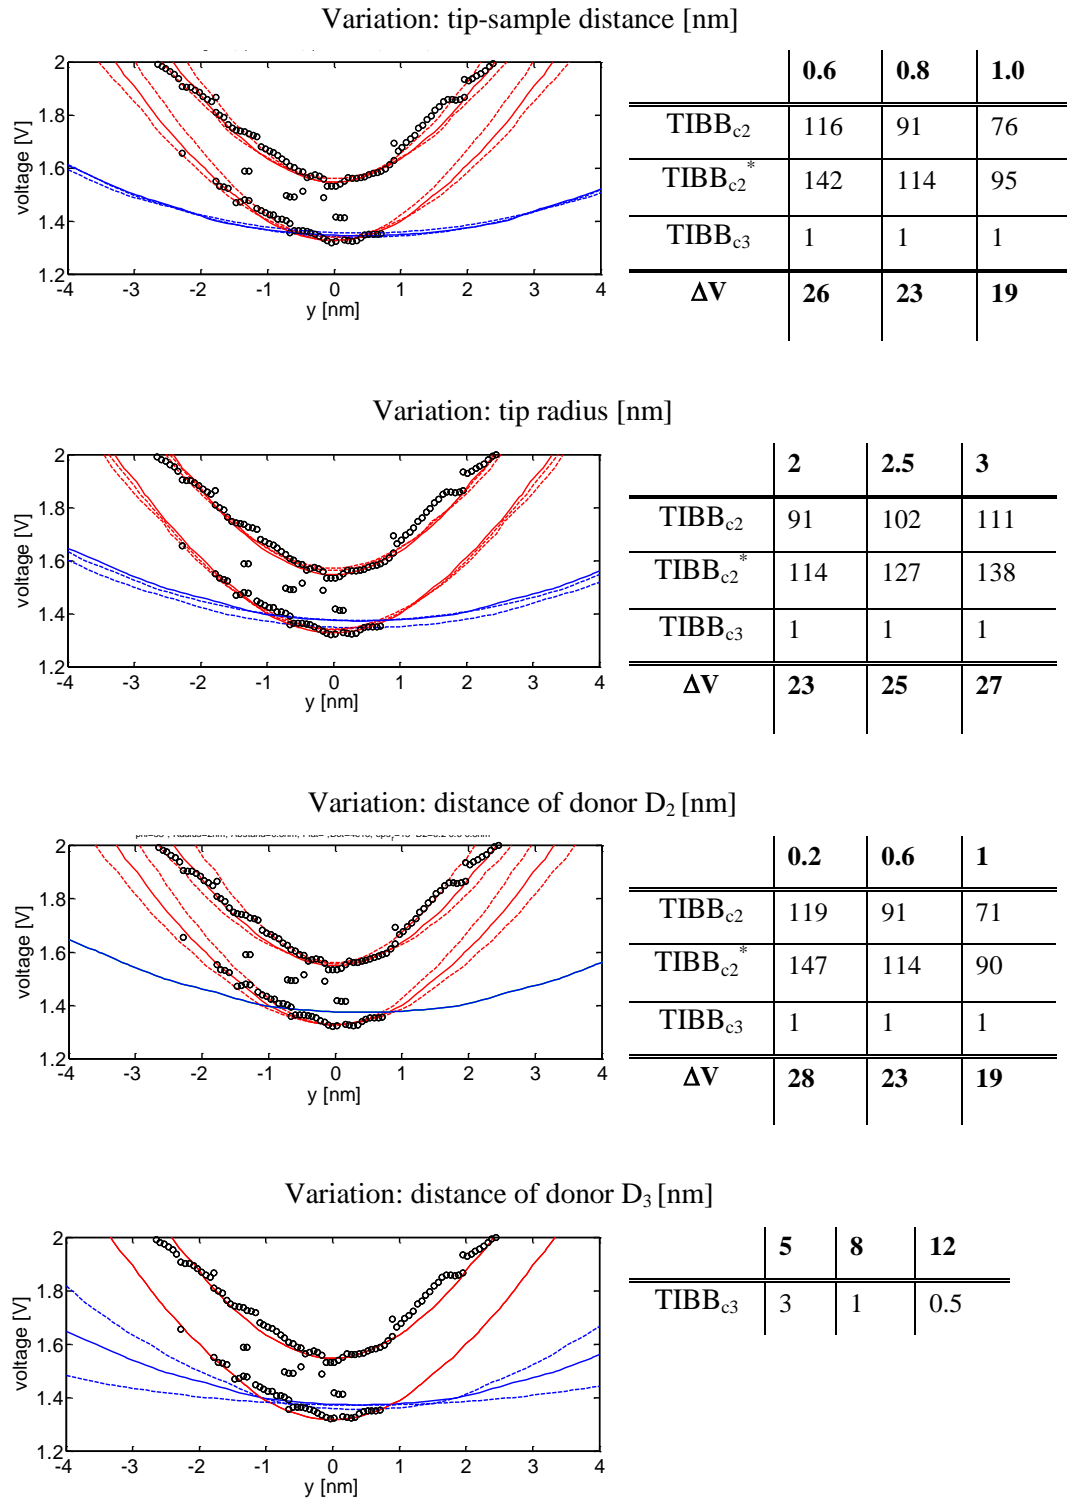 Variation: tip-sample distance [nm]
2
1.8
1.6
1.4
1.2
voltage [V]
-4 -3 -2 -1 0 1 2 3 4
y [nm]
0.6 0.8 1.0
TIBBc2 116 91 76
TIBBc2* 142 114 95
TIBBc3 1 1 1
ΔV 26 23 19
Variation: tip radius [nm]
2
1.8
1.6
1.4
1.2
voltage [V]
-4 -3 -2 -1 0 1 2 3 4
y [nm]
2 2.5 3
TIBBc2 91 102 111
TIBBc2* 114 127 138
TIBBc3 1 1 1
ΔV 23 25 27
Variation: distance of donor D2 [nm]
2
1.8
1.6
1.4
1.2
voltage [V]
-4 -3 -2 -1 0 1 2 3 4
y [nm]
0.2 0.6 1
TIBBc2 119 91 71
TIBBc2* 147 114 90
TIBBc3 1 1 1
ΔV 28 23 19
Variation: distance of donor D3 [nm]
2
1.8
1.6
1.4
1.2
voltage [V]
-4 -3 -2 -1 0 1 2 3 4
y [nm]
5 8 12
TIBBc3 3 1 0.5